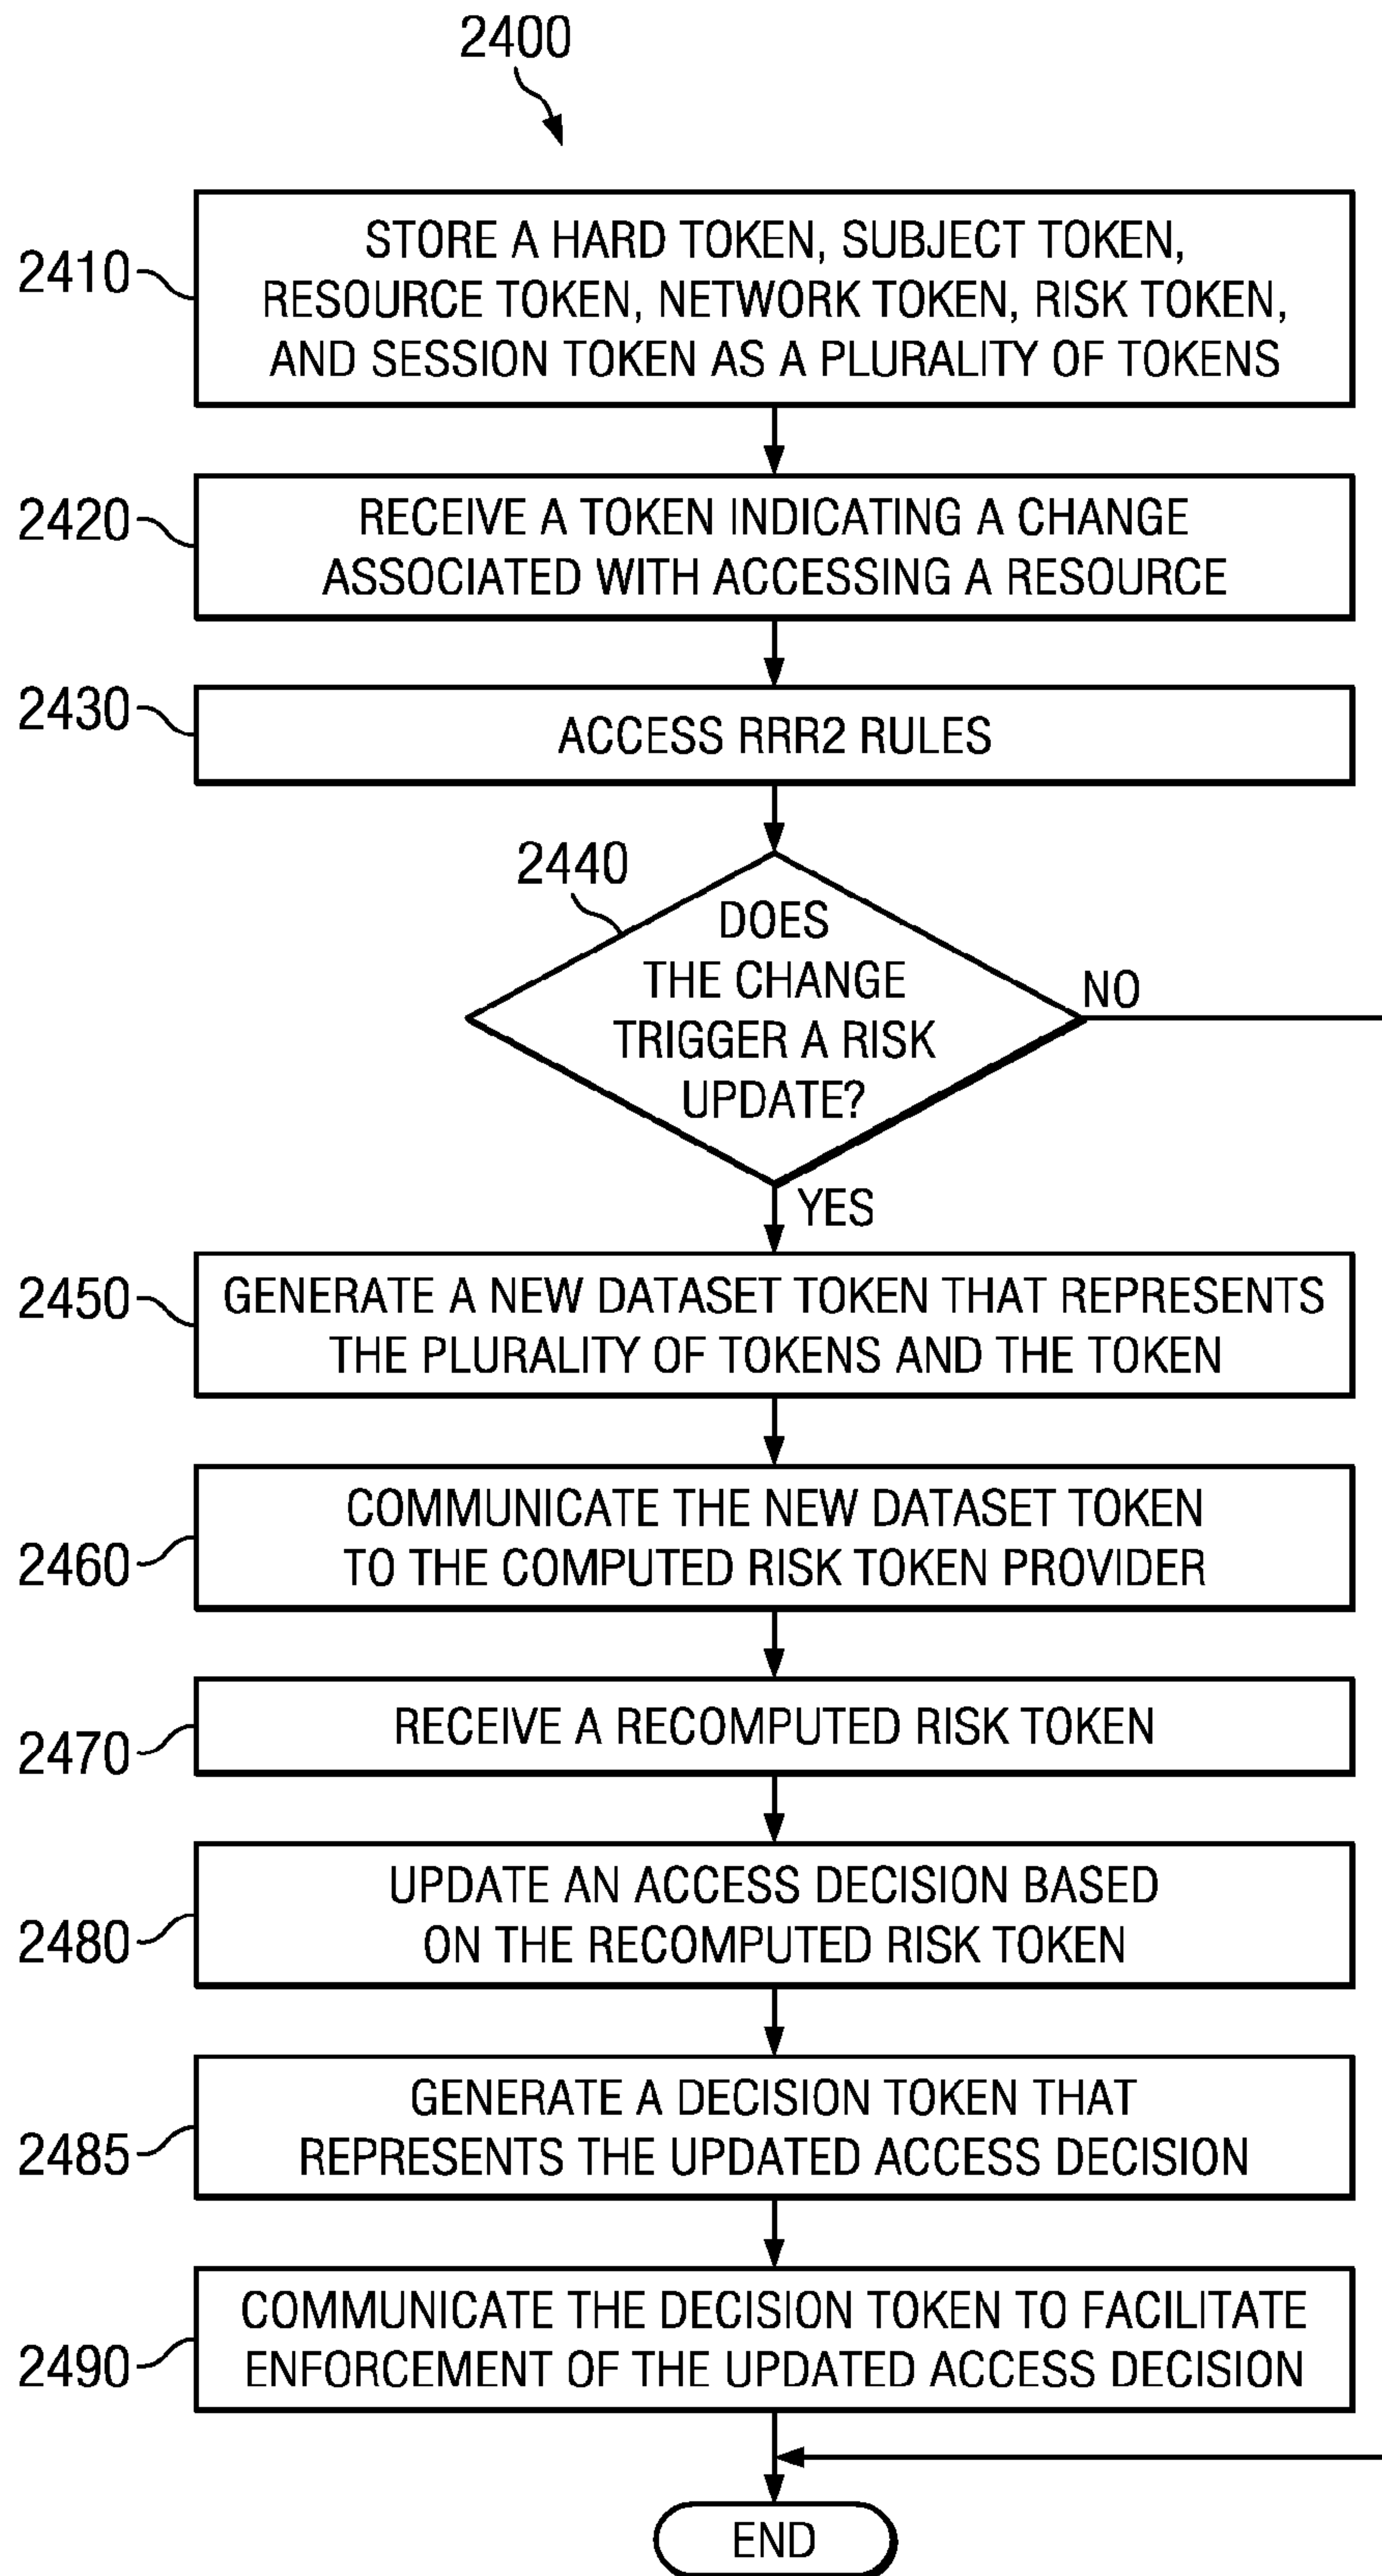 2400
2410
STORE A HARD TOKEN, SUBJECT TOKEN,
RESOURCE TOKEN, NETWORK TOKEN, RISK TOKEN,
AND SESSION TOKEN AS A PLURALITY OF TOKENS
2420
RECEIVE A TOKEN INDICATING A CHANGE
ASSOCIATED WITH ACCESSING A RESOURCE
2430
ACCESS RRR2 RULES
2440
DOES
THE CHANGE
TRIGGER A RISK
UPDATE?
NO
YES
2450
GENERATE A NEW DATASET TOKEN THAT REPRESENTS
THE PLURALITY OF TOKENS AND THE TOKEN
2460
COMMUNICATE THE NEW DATASET TOKEN
TO THE COMPUTED RISK TOKEN PROVIDER
2470
RECEIVE A RECOMPUTED RISK TOKEN
2480
UPDATE AN ACCESS DECISION BASED
ON THE RECOMPUTED RISK TOKEN
2485
GENERATE A DECISION TOKEN THAT
REPRESENTS THE UPDATED ACCESS DECISION
2490
COMMUNICATE THE DECISION TOKEN TO FACILITATE
ENFORCEMENT OF THE UPDATED ACCESS DECISION
END